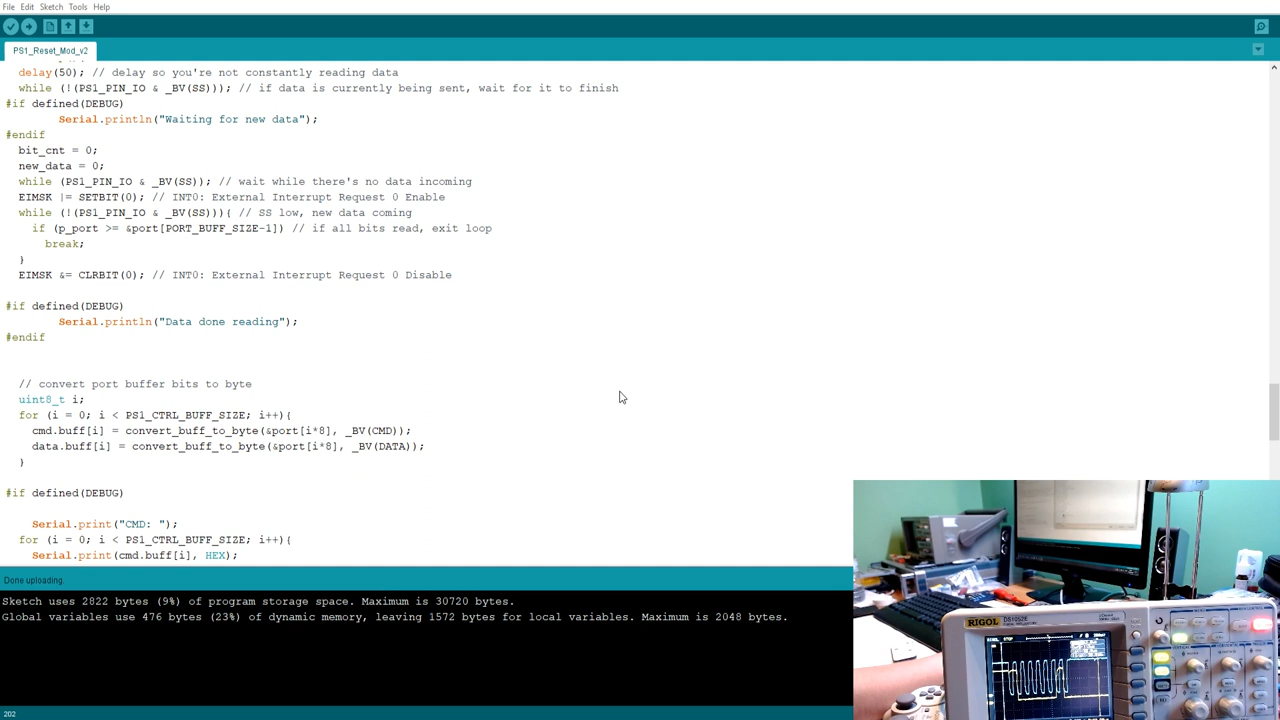 File Edit Sketch Tools Help
PS1_Reset_Mod_v2
delay(50); // delay so you're not constantly reading data
while (!(PS1_PIN_IO & _BV(SS))); // if data is currently being sent, wait for it to finish
#if defined(DEBUG)
Serial.println("Waiting for new data");
#endif
bit_cnt = 0;
new_data = 0;
while (PS1_PIN_IO & _BV(SS)); // wait while there's no data incoming
EIMSK |= SETBIT(0); // INT0: External Interrupt Request 0 Enable
while (!(PS1_PIN_IO & _BV(SS))){ // SS low, new data coming
if (p_port >= &port[PORT_BUFF_SIZE-1]) // if all bits read, exit loop
break;
}
EIMSK &= CLRBIT(0); // INT0: External Interrupt Request 0 Disable
#if defined(DEBUG)
Serial.println("Data done reading");
#endif
// convert port buffer bits to byte
uint8_t i;
for (i = 0; i < PS1_CTRL_BUFF_SIZE; i++){
cmd.buff[i] = convert_buff_to_byte(&port[i*8], _BV(CMD));
data.buff[i] = convert_buff_to_byte(&port[i*8], _BV(DATA));
}
#if defined(DEBUG)
Serial.print("CMD: ");
for (i = 0; i < PS1_CTRL_BUFF_SIZE; i++){
Serial.print(cmd.buff[i], HEX);
Done uploading.
Sketch uses 2822 bytes (9%) of program storage space. Maximum is 30720 bytes.
Global variables use 476 bytes (23%) of dynamic memory, leaving 1572 bytes for local variables. Maximum is 2048 bytes.
202
RIGOL DS1052E